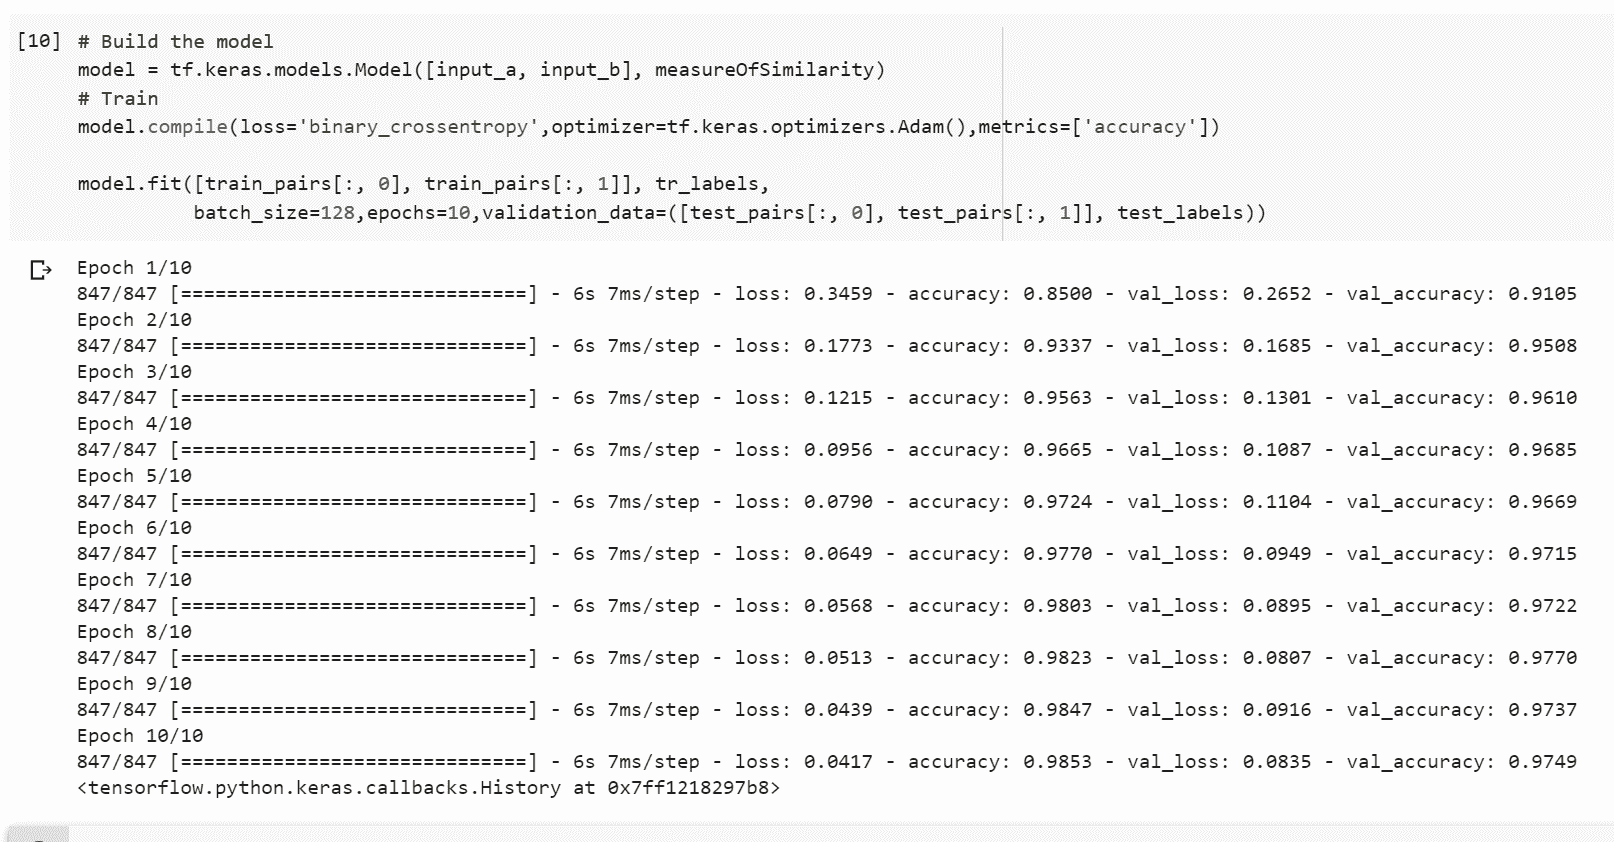 [10] # Build the model
model = tf.keras.models.Model([input_a, input_b], measureOfSimilarity)
# Train
model.compile(loss='binary_crossentropy',optimizer=tf.keras.optimizers.Adam(),metrics=['accuracy'])
model.fit([train_pairs[:, 0], train_pairs[:, 1]], tr_labels,
batch_size=128,epochs=10,validation_data=([test_pairs[:, 0], test_pairs[:, 1]], test_labels))
Epoch 1/10
847/847 [==============================] - 6s 7ms/step - loss: 0.3459 - accuracy: 0.8500 - val_loss: 0.2652 - val_accuracy: 0.9105
Epoch 2/10
847/847 [==============================] - 6s 7ms/step - loss: 0.1773 - accuracy: 0.9337 - val_loss: 0.1685 - val_accuracy: 0.9508
Epoch 3/10
847/847 [==============================] - 6s 7ms/step - loss: 0.1215 - accuracy: 0.9563 - val_loss: 0.1301 - val_accuracy: 0.9610
Epoch 4/10
847/847 [==============================] - 6s 7ms/step - loss: 0.0956 - accuracy: 0.9665 - val_loss: 0.1087 - val_accuracy: 0.9685
Epoch 5/10
847/847 [==============================] - 6s 7ms/step - loss: 0.0790 - accuracy: 0.9724 - val_loss: 0.1104 - val_accuracy: 0.9669
Epoch 6/10
847/847 [==============================] - 6s 7ms/step - loss: 0.0649 - accuracy: 0.9770 - val_loss: 0.0949 - val_accuracy: 0.9715
Epoch 7/10
847/847 [==============================] - 6s 7ms/step - loss: 0.0568 - accuracy: 0.9803 - val_loss: 0.0895 - val_accuracy: 0.9722
Epoch 8/10
847/847 [==============================] - 6s 7ms/step - loss: 0.0513 - accuracy: 0.9823 - val_loss: 0.0807 - val_accuracy: 0.9770
Epoch 9/10
847/847 [==============================] - 6s 7ms/step - loss: 0.0439 - accuracy: 0.9847 - val_loss: 0.0916 - val_accuracy: 0.9737
Epoch 10/10
847/847 [==============================] - 6s 7ms/step - loss: 0.0417 - accuracy: 0.9853 - val_loss: 0.0835 - val_accuracy: 0.9749
<tensorflow.python.keras.callbacks.History at 0x7ff1218297b8>